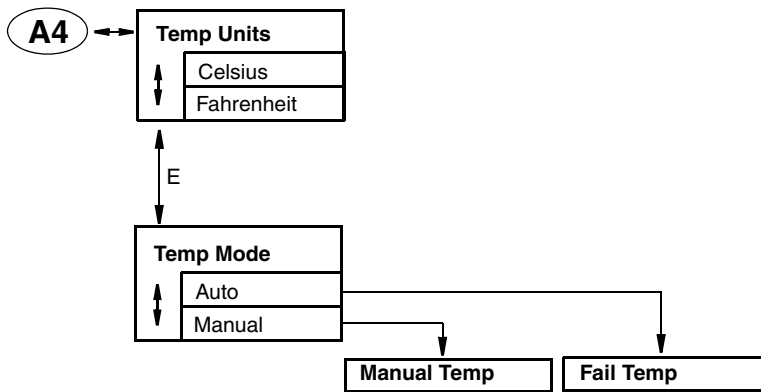 A4
Temp Units
Celsius
Fahrenheit
E
Temp Mode
Auto
Manual
Manual Temp
Fail Temp